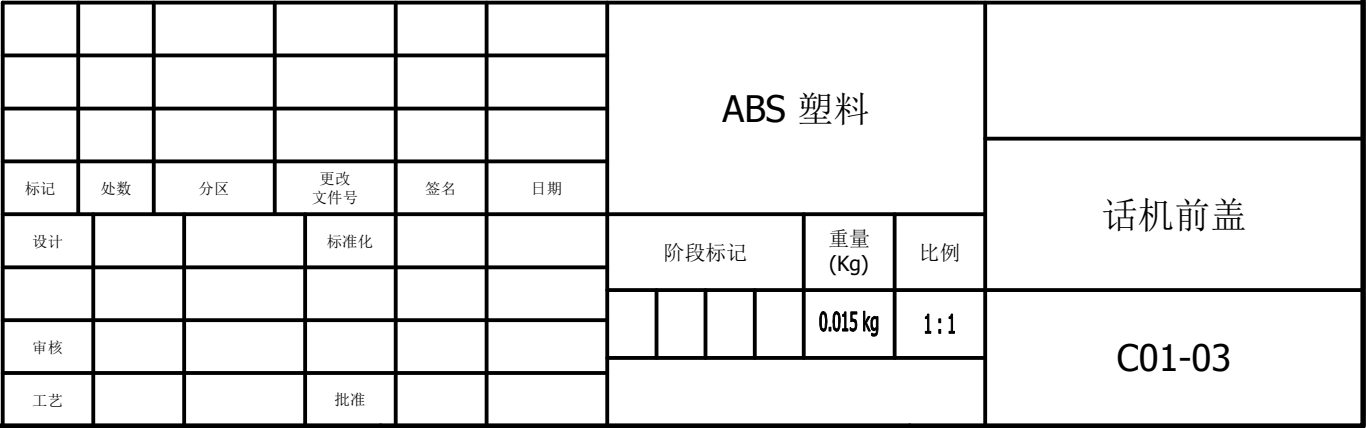 ABS 塑料
标记 处数 分区 更改 签名 日期
文件号
话机前盖
设计 标准化
阶段标记 重量 比例
(Kg)
0.015 kg 1:1
审核
C01-03
工艺 批准